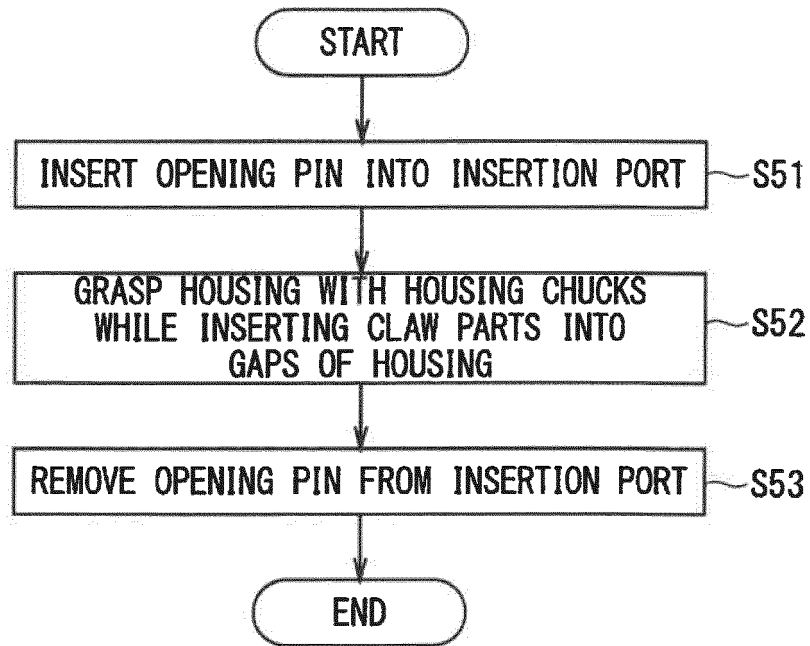 START
INSERT OPENING PIN INTO INSERTION PORT
S51
GRASP HOUSING WITH HOUSING CHUCKS
WHILE INSERTING CLAW PARTS INTO
GAPS OF HOUSING
S52
REMOVE OPENING PIN FROM INSERTION PORT
S53
END